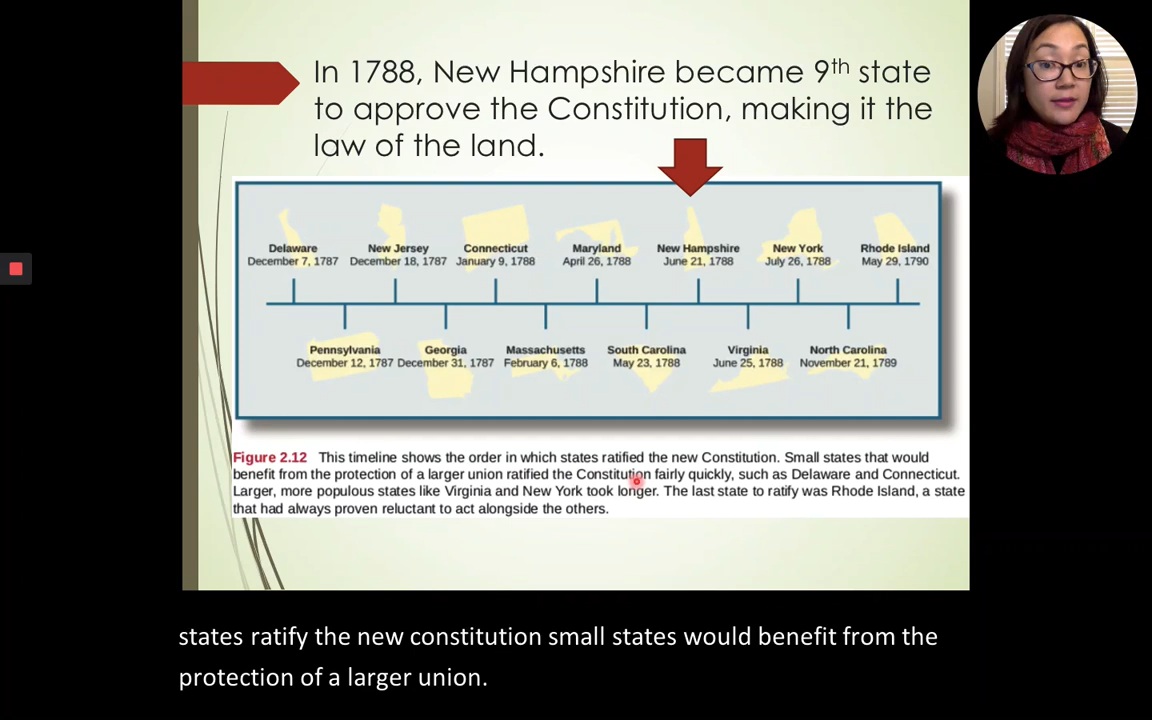 In 1788, New Hampshire became 9th state
to approve the Constitution, making it the
law of the land.
Delaware
December 7, 1787
New Jersey
December 18, 1787
Connecticut
January 9, 1788
Maryland
April 26, 1788
New Hampshire
June 21, 1788
New York
July 26, 1788
Rhode Island
May 29, 1790
Pennsylvania
December 12, 1787
Georgia
December 31, 1787
Massachusetts
February 6, 1788
South Carolina
May 23, 1788
Virginia
June 25, 1788
North Carolina
November 21, 1789
Figure 2.12 This timeline shows the order in which states ratified the new Constitution. Small states that would
benefit from the protection of a larger union ratified the Constitution fairly quickly, such as Delaware and Connecticut.
Larger, more populous states like Virginia and New York took longer. The last state to ratify was Rhode Island, a state
that had always proven reluctant to act alongside the others.
states ratify the new constitution small states would benefit from the
protection of a larger union.